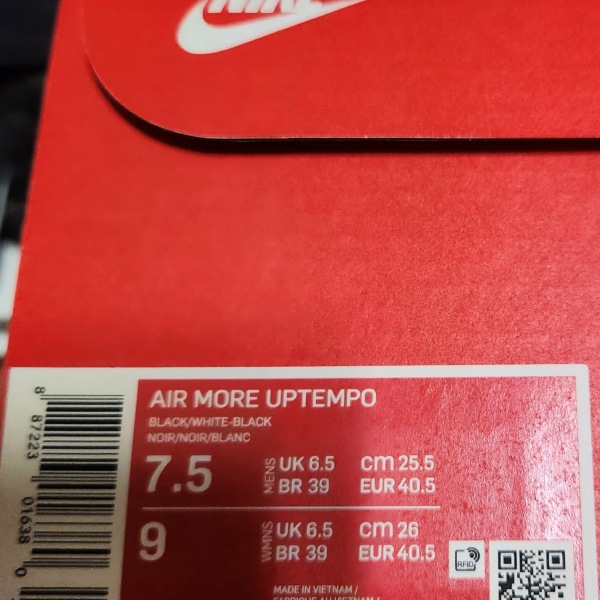 NIKE
AIR MORE UPTEMPO
BLACK/WHITE-BLACK
NOIR/NOIR/BLANC
7.5 MENS UK 6.5 CM 25.5
BR 39 EUR 40.5
9 WMNS UK 6.5 CM 26
BR 39 EUR 40.5
RFID
MADE IN VIETNAM /
8 87223 01638 0